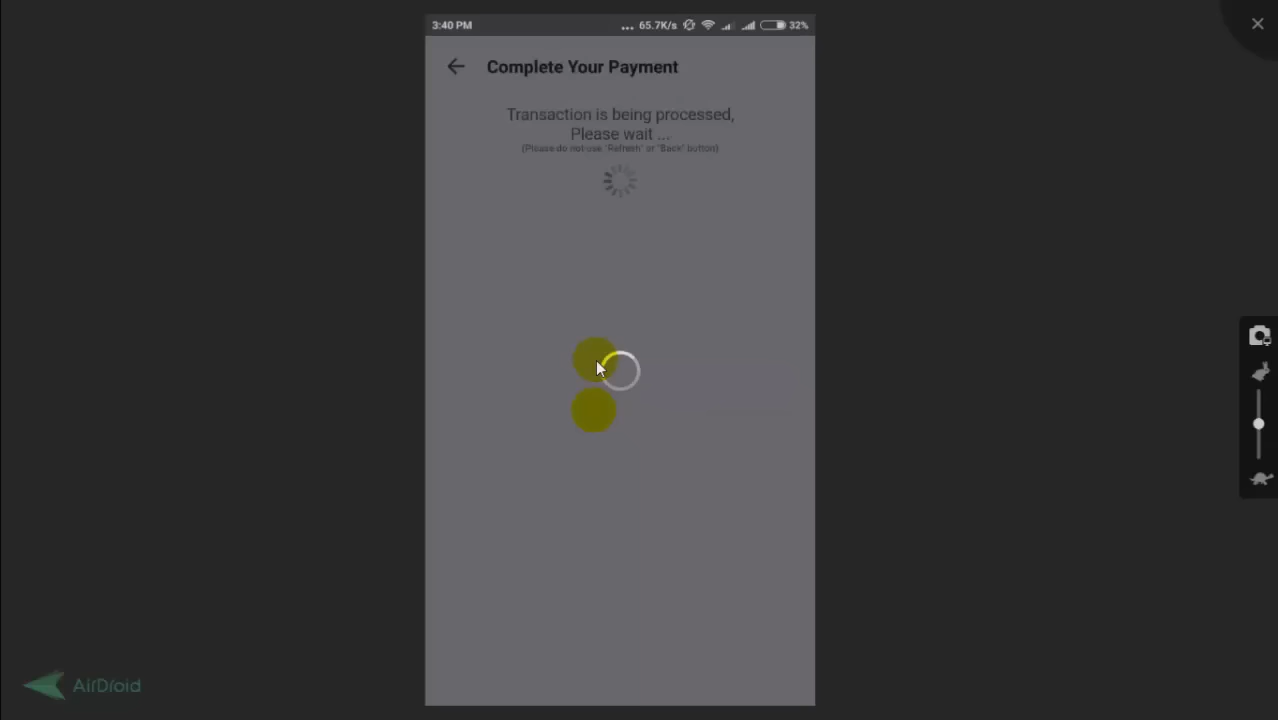 3:40 PM
... 65.7K/s
32%
Complete Your Payment
Transaction is being processed,
Please wait ...
(Please do not use "Refresh" or "Back" button)
AirDroid